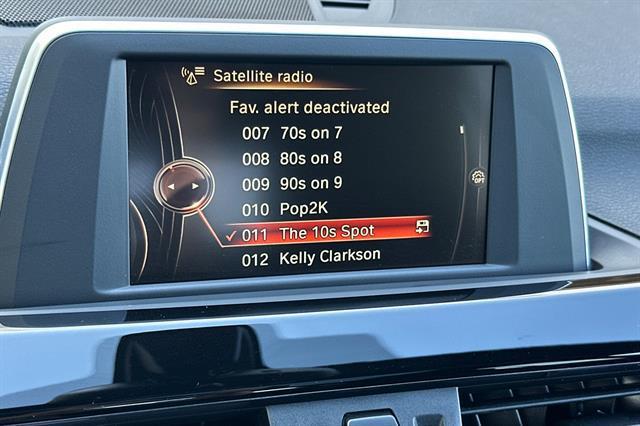 Satellite radio
Fav. alert deactivated
007 70s on 7
008 80s on 8
009 90s on 9
010 Pop2K
011 The 10s Spot
012 Kelly Clarkson
OPT